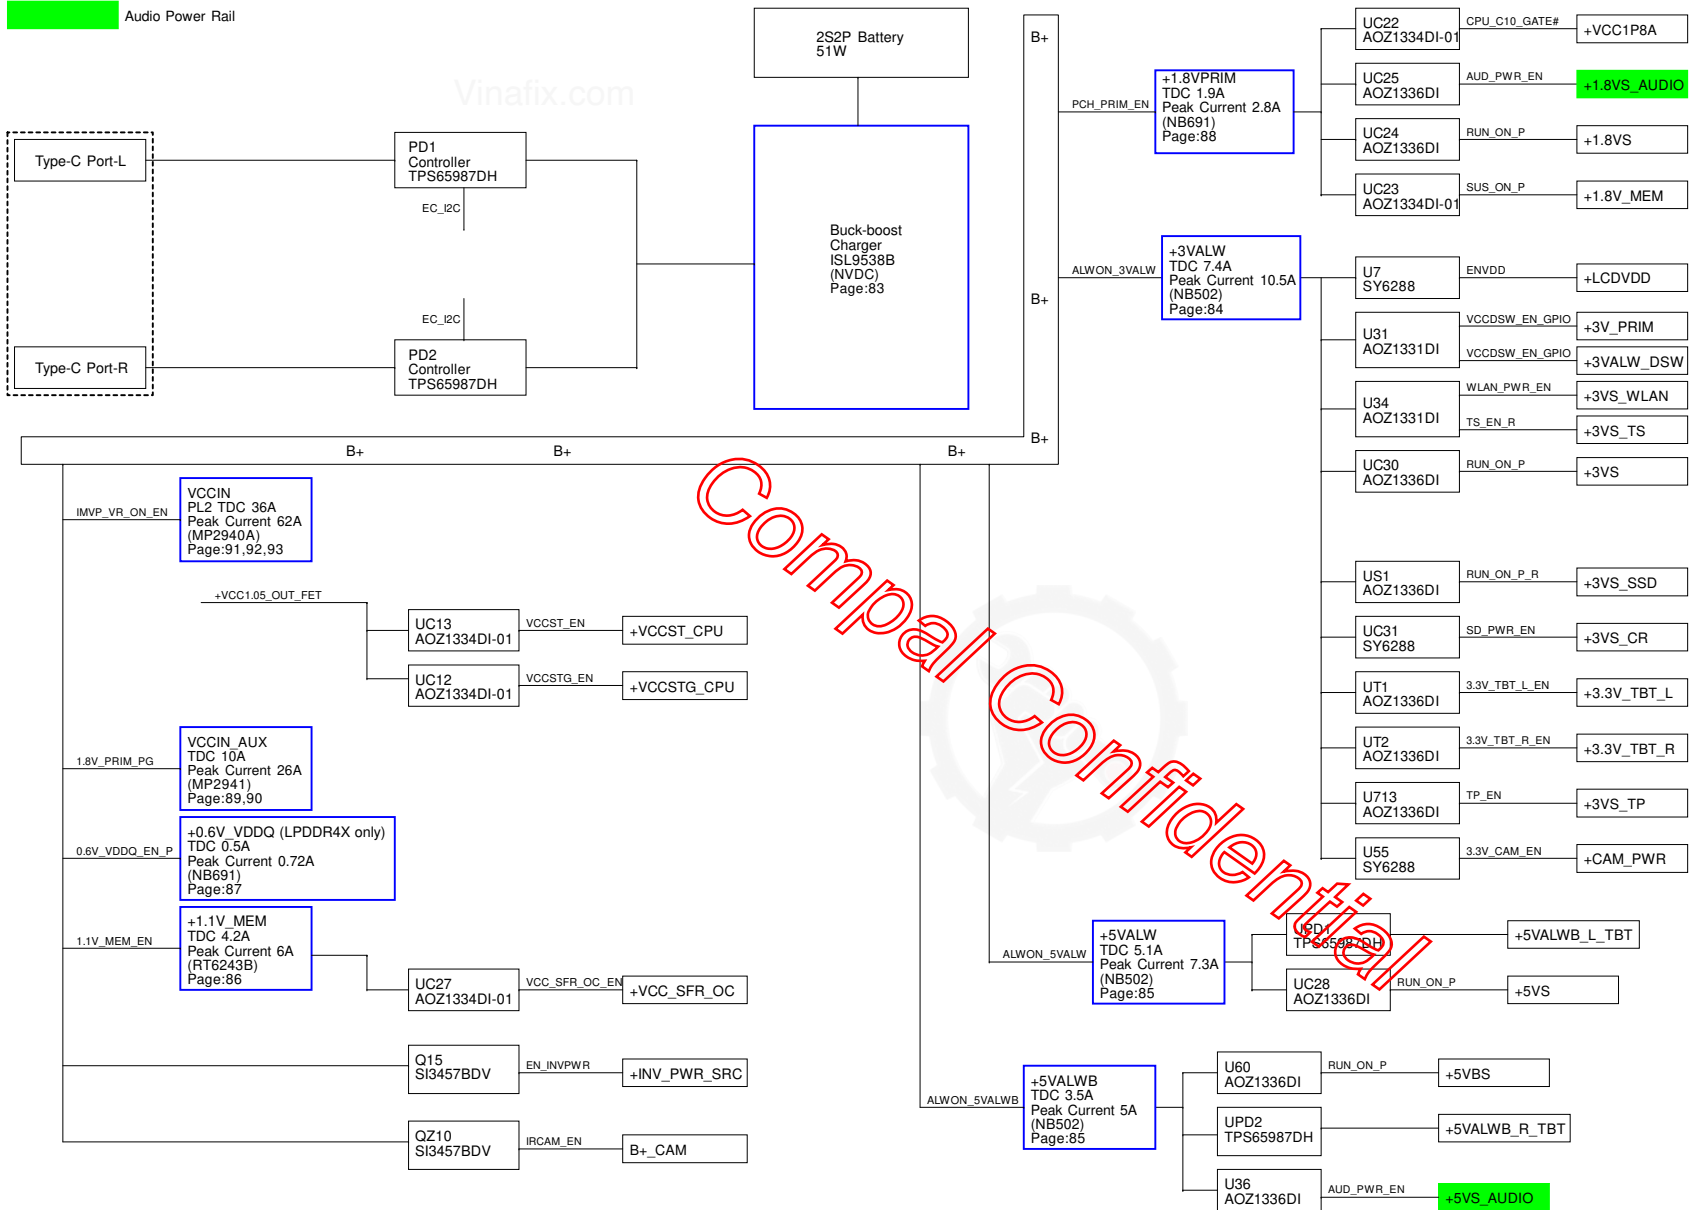 Audio Power Rail
Vinafix.com
2S2P Battery
51W
Type-C Port-L
PD1
Controller
TPS65987DH
EC_I2C
EC_I2C
Type-C Port-R
PD2
Controller
TPS65987DH
Buck-boost
Charger
ISL9538B
(NVDC)
Page:83
B+
B+
B+
B+
B+
B+
PCH_PRIM_EN
+1.8VPRIM
TDC 1.9A
Peak Current 2.8A
(NB691)
Page:88
UC22
AOZ1334DI-01
CPU_C10_GATE#
+VCC1P8A
UC25
AOZ1336DI
AUD_PWR_EN
+1.8VS_AUDIO
UC24
AOZ1336DI
RUN_ON_P
+1.8VS
UC23
AOZ1334DI-01
SUS_ON_P
+1.8V_MEM
ALWON_3VALW
+3VALW
TDC 7.4A
Peak Current 10.5A
(NB502)
Page:84
U7
SY6288
ENVDD
+LCDVDD
U31
AOZ1331DI
VCCDSW_EN_GPIO
+3V_PRIM
VCCDSW_EN_GPIO
+3VALW_DSW
U34
AOZ1331DI
WLAN_PWR_EN
+3VS_WLAN
TS_EN_R
+3VS_TS
UC30
AOZ1336DI
RUN_ON_P
+3VS
US1
AOZ1336DI
RUN_ON_P_R
+3VS_SSD
UC31
SY6288
SD_PWR_EN
+3VS_CR
UT1
AOZ1336DI
3.3V_TBT_L_EN
+3.3V_TBT_L
UT2
AOZ1336DI
3.3V_TBT_R_EN
+3.3V_TBT_R
U713
AOZ1336DI
TP_EN
+3VS_TP
U55
SY6288
3.3V_CAM_EN
+CAM_PWR
IMVP_VR_ON_EN
VCCIN
PL2 TDC 36A
Peak Current 62A
(MP2940A)
Page:91,92,93
+VCC1.05_OUT_FET
UC13
AOZ1334DI-01
VCCST_EN
+VCCST_CPU
UC12
AOZ1334DI-01
VCCSTG_EN
+VCCSTG_CPU
1.8V_PRIM_PG
VCCIN_AUX
TDC 10A
Peak Current 26A
(MP2941)
Page:89,90
0.6V_VDDQ_EN_P
+0.6V_VDDQ (LPDDR4X only)
TDC 0.5A
Peak Current 0.72A
(NB691)
Page:87
1.1V_MEM_EN
+1.1V_MEM
TDC 4.2A
Peak Current 6A
(RT6243B)
Page:86
UC27
AOZ1334DI-01
VCC_SFR_OC_EN
+VCC_SFR_OC
Q15
SI3457BDV
EN_INVPWR
+INV_PWR_SRC
QZ10
SI3457BDV
IRCAM_EN
B+_CAM
Compal Confidential
ALWON_5VALW
+5VALW
TDC 5.1A
Peak Current 7.3A
(NB502)
Page:85
UPD1
TPS65987DH
+5VALWB_L_TBT
UC28
AOZ1336DI
RUN_ON_P
+5VS
ALWON_5VALWB
+5VALWB
TDC 3.5A
Peak Current 5A
(NB502)
Page:85
U60
AOZ1336DI
RUN_ON_P
+5VBS
UPD2
TPS65987DH
+5VALWB_R_TBT
U36
AOZ1336DI
AUD_PWR_EN
+5VS_AUDIO